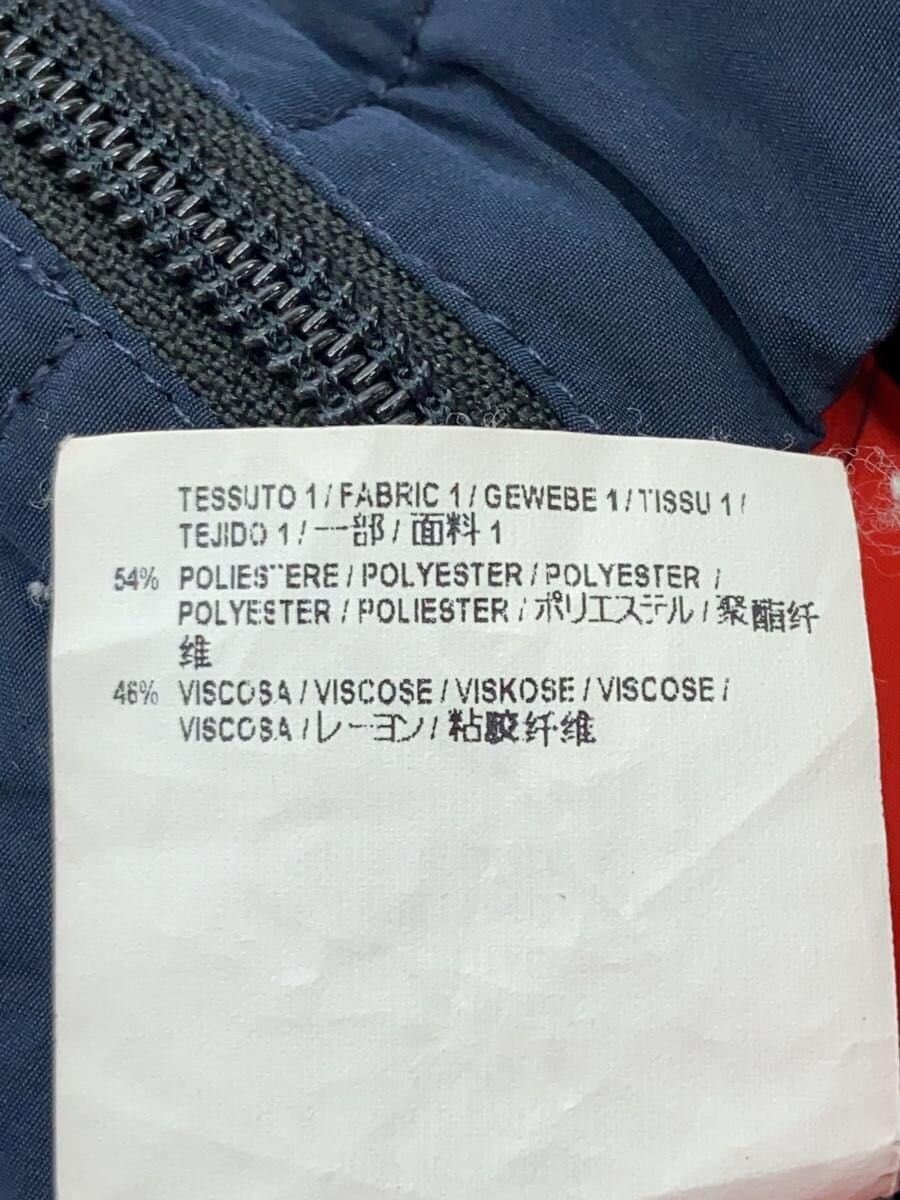 TESSUTO 1 / FABRIC 1 / GEWEBE 1 / TISSU 1 /
TEJIDO 1 / 一部 / 面料 1
54% POLIESTERE / POLYESTER / POLYESTER /
POLYESTER / POLIESTER / ポリエステル / 聚酯纤
维
46% VISCOSA / VISCOSE / VISKOSE / VISCOSE /
VISCOSA / レーヨン / 粘胶纤维